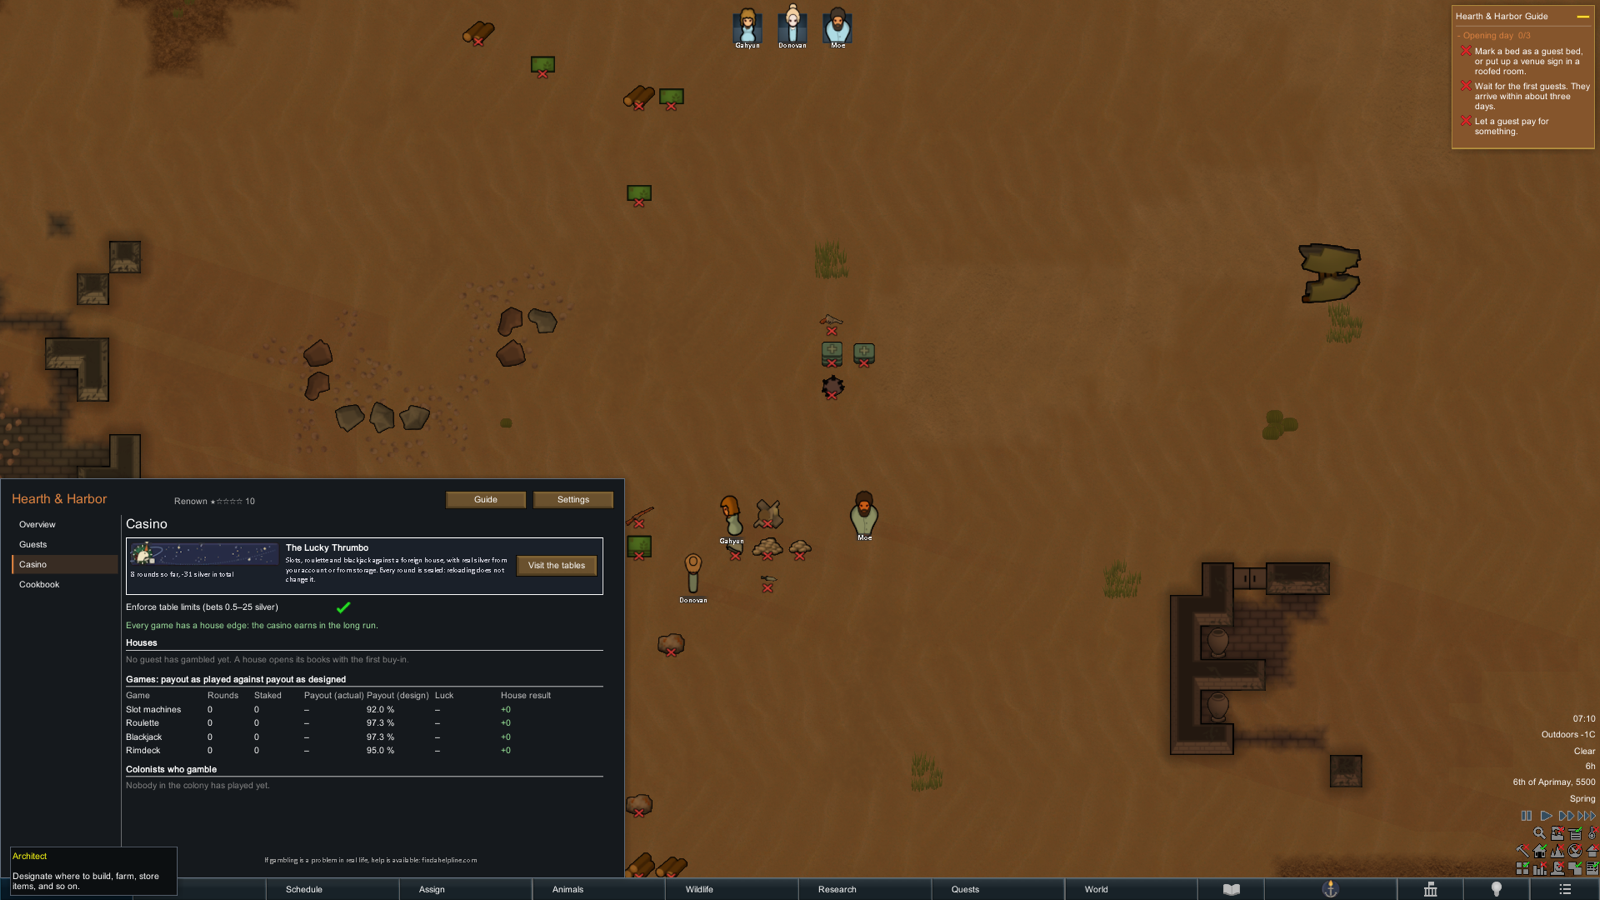 Gahyun
Donovan
Moe
Hearth & Harbor Guide
- Opening day 0/3
Mark a bed as a guest bed,
or put up a venue sign in a
roofed room.
Wait for the first guests. They
arrive within about three
days.
Let a guest pay for
something.
Hearth & Harbor
Renown ★☆☆☆☆ 10
Guide
Settings
Overview
Guests
Casino
Cookbook
Casino
The Lucky Thrumbo
Slots, roulette and blackjack against a foreign house, with real silver from
your account or from storage. Every round is sealed: reloading does not
change it.
8 rounds so far, -31 silver in total
Visit the tables
Enforce table limits (bets 0.5–25 silver)
Every game has a house edge: the casino earns in the long run.
Houses
No guest has gambled yet. A house opens its books with the first buy-in.
Games: payout as played against payout as designed
Game Rounds Staked Payout (actual) Payout (design) Luck House result
Slot machines 0 0 – 92.0 % – +0
Roulette 0 0 – 97.3 % – +0
Blackjack 0 0 – 97.3 % – +0
Rimdeck 0 0 – 95.0 % – +0
Colonists who gamble
Nobody in the colony has played yet.
If gambling is a problem in real life, help is available: findahelpline.com
Gahyun
Moe
Donovan
07:10
Outdoors -1C
Clear
6h
6th of Aprimay, 5500
Spring
Architect
Designate where to build, farm, store
items, and so on.
Schedule
Assign
Animals
Wildlife
Research
Quests
World